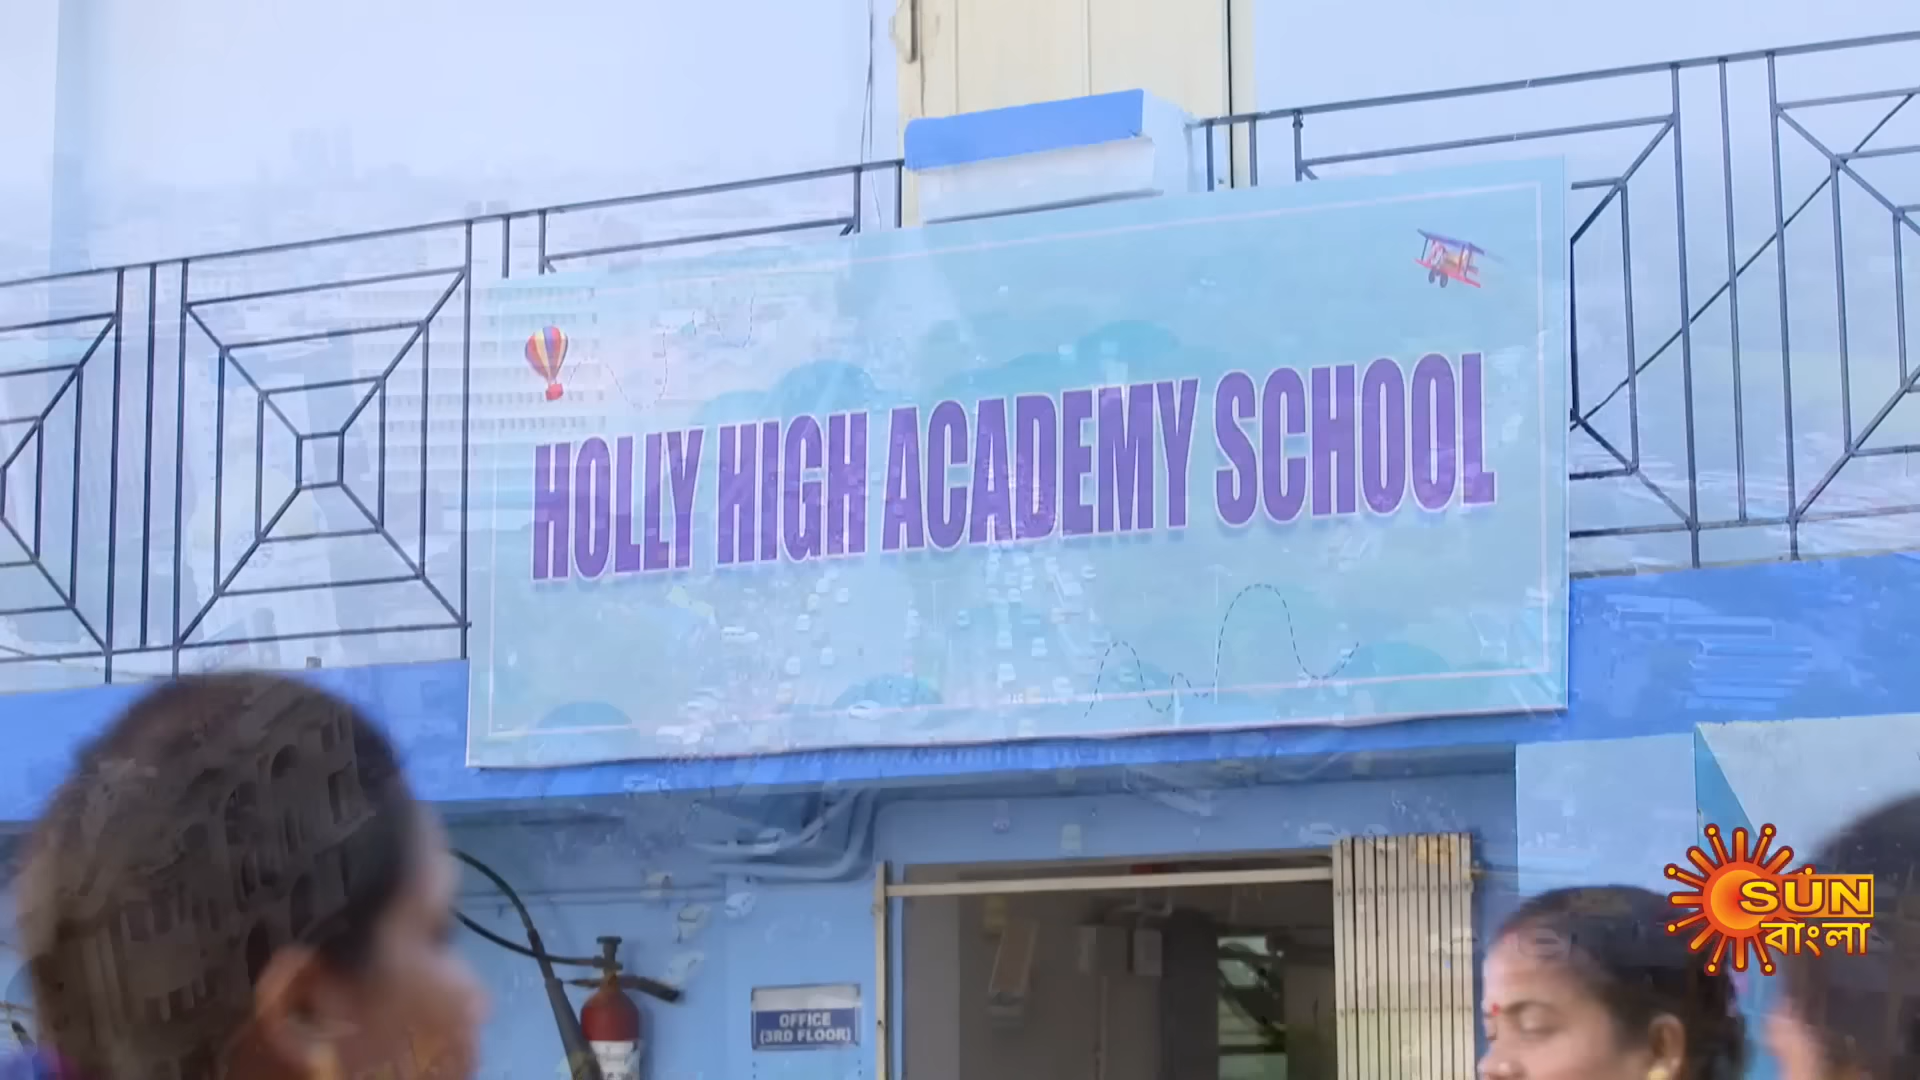 HOLLY HIGH ACADEMY SCHOOL
OFFICE
(3RD FLOOR)
SUN
বাংলা